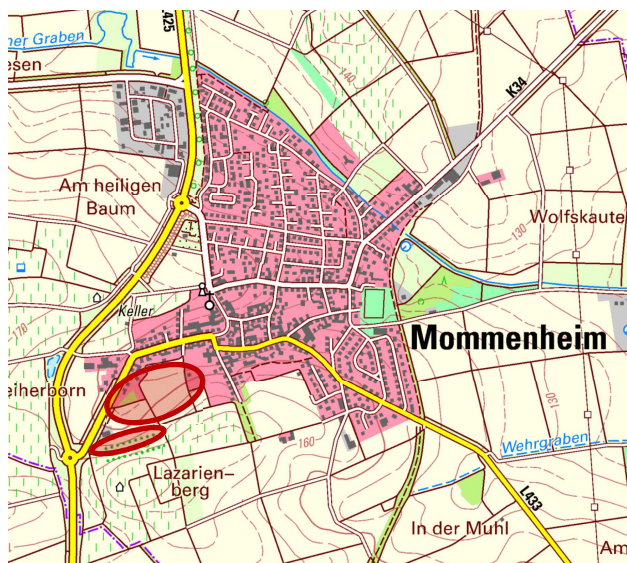 L425
ner Graben
esen
140
K34
Am heiligen
Baum
Wolfskaute
130
Keller
170
Mommenheim
eiherborn
130
160
Wehrgraben
Lazarien–
berg
L433
In der Muhl
Am